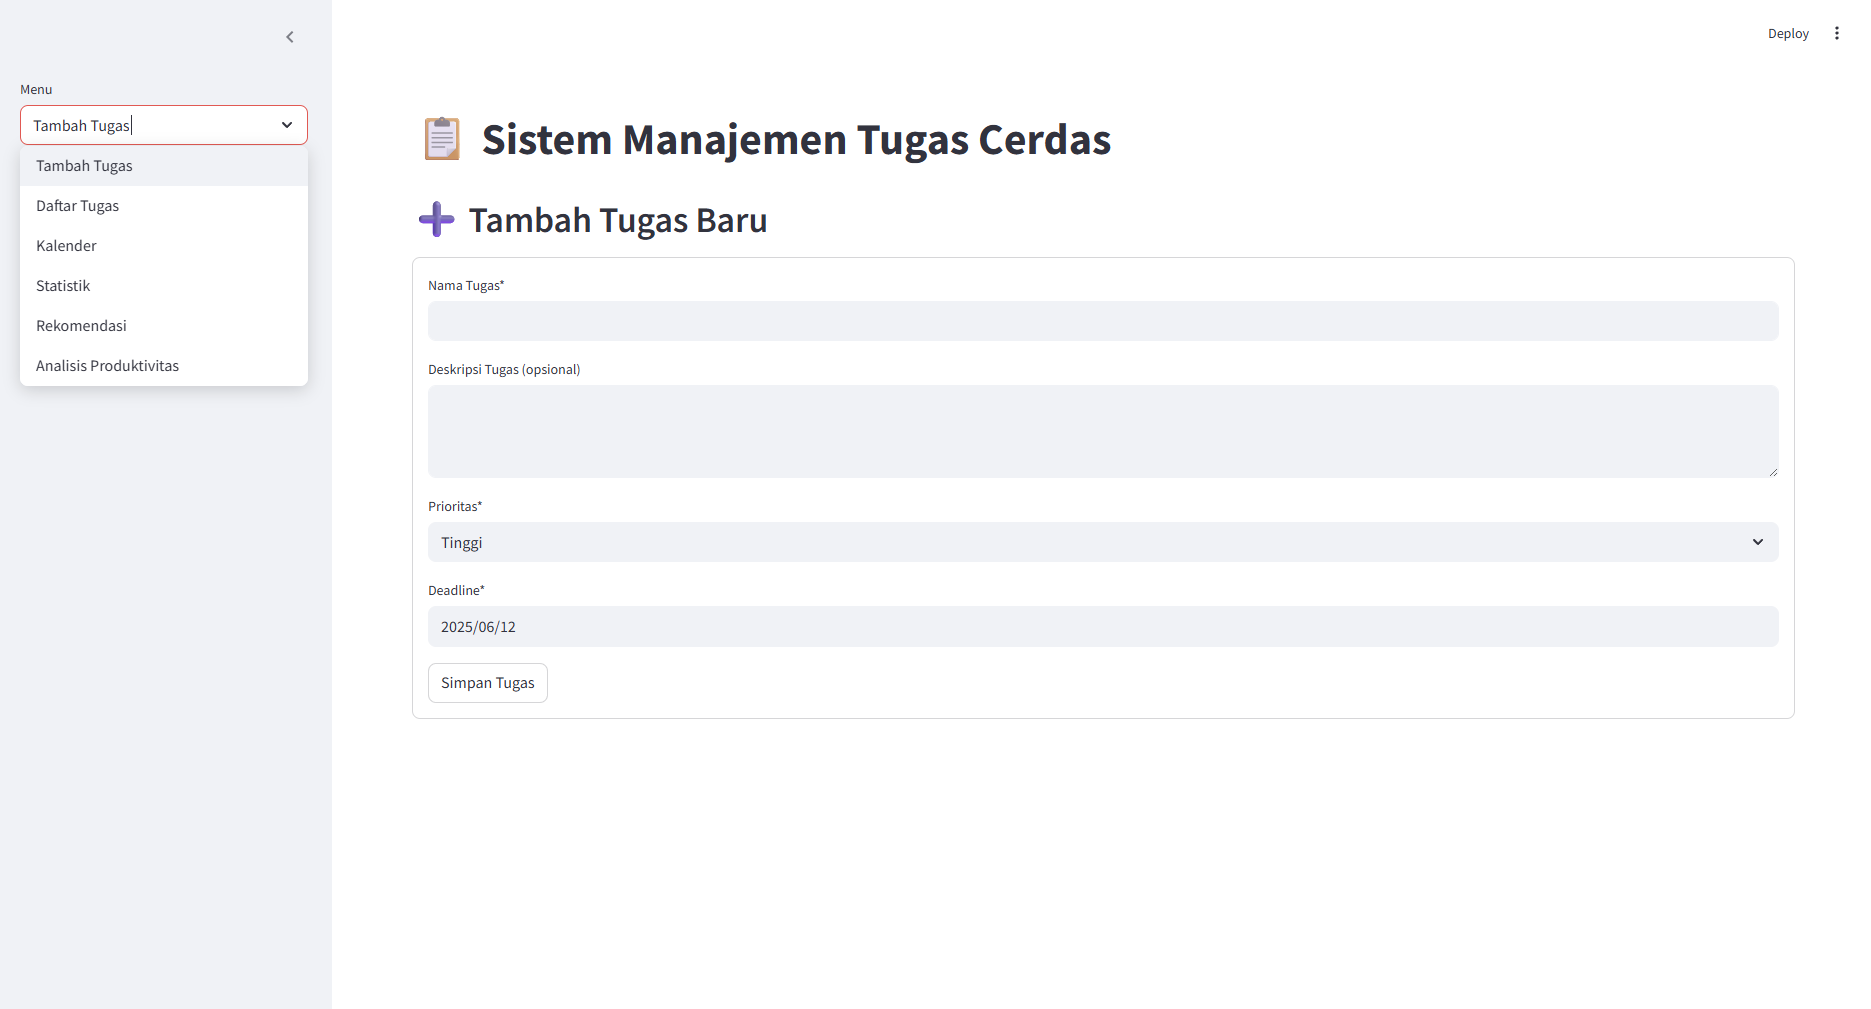 Deploy
Menu
Tambah Tugas
Tambah Tugas
Daftar Tugas
Kalender
Statistik
Rekomendasi
Analisis Produktivitas
Sistem Manajemen Tugas Cerdas
Tambah Tugas Baru
Nama Tugas*
Deskripsi Tugas (opsional)
Prioritas*
Tinggi
Deadline*
2025/06/12
Simpan Tugas